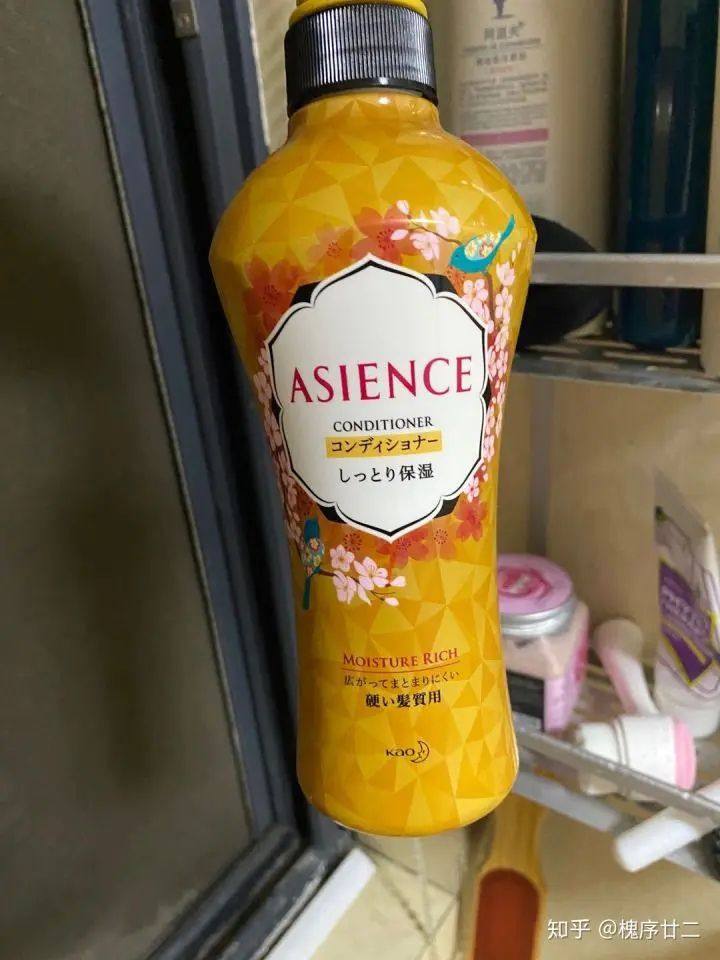 ASIENCE
CONDITIONER
コンディショナー
しっとり保湿
MOISTURE RICH
広がってまとまりにくい
硬い髪質用
Kao
知乎 @槐序廿二